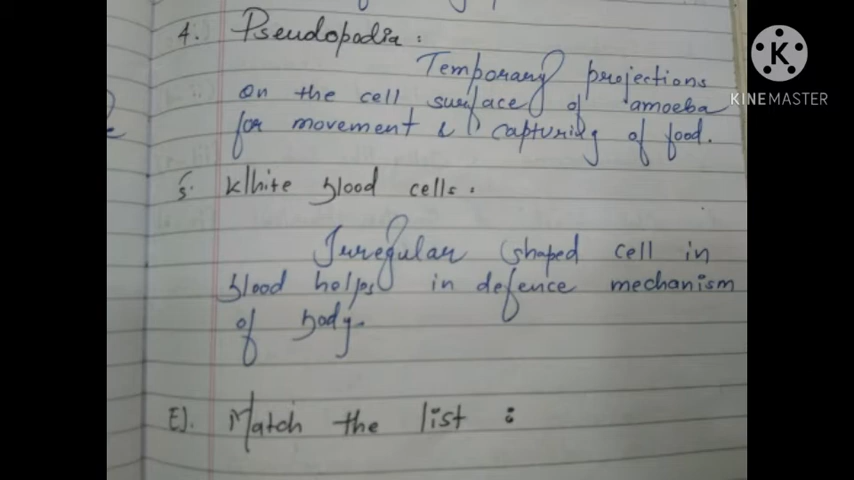 4. Pseudopodia:
Temporary projections
on the cell surface of amoeba
for movement & capturing of food.
5. White blood cells.
Irregular shaped cell in
blood helps in defence mechanism
of body.
E). Match the list :
KINEMASTER